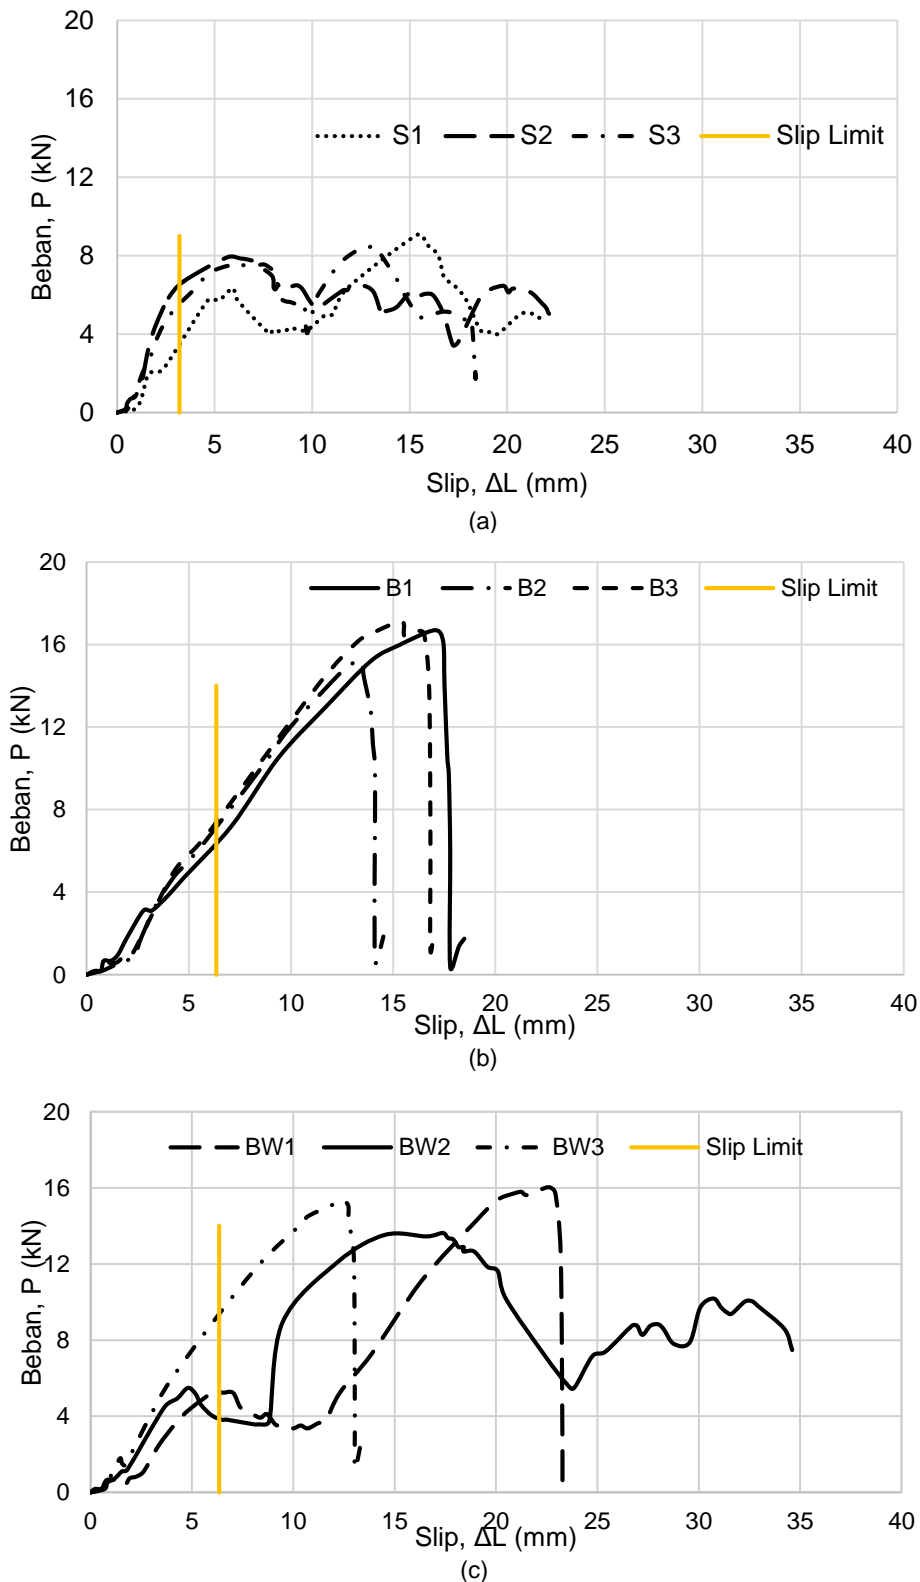 20
16
12
8
4
0
Beban, P (kN)
S1 S2 S3 Slip Limit
0 5 10 15 20 25 30 35 40
Slip, ΔL (mm)
(a)
20
16
12
8
4
0
Beban, P (kN)
B1 B2 B3 Slip Limit
0 5 10 15 20 25 30 35 40
Slip, ΔL (mm)
(b)
20
16
12
8
4
0
Beban, P (kN)
BW1 BW2 BW3 Slip Limit
0 5 10 15 20 25 30 35 40
Slip, ΔL (mm)
(c)